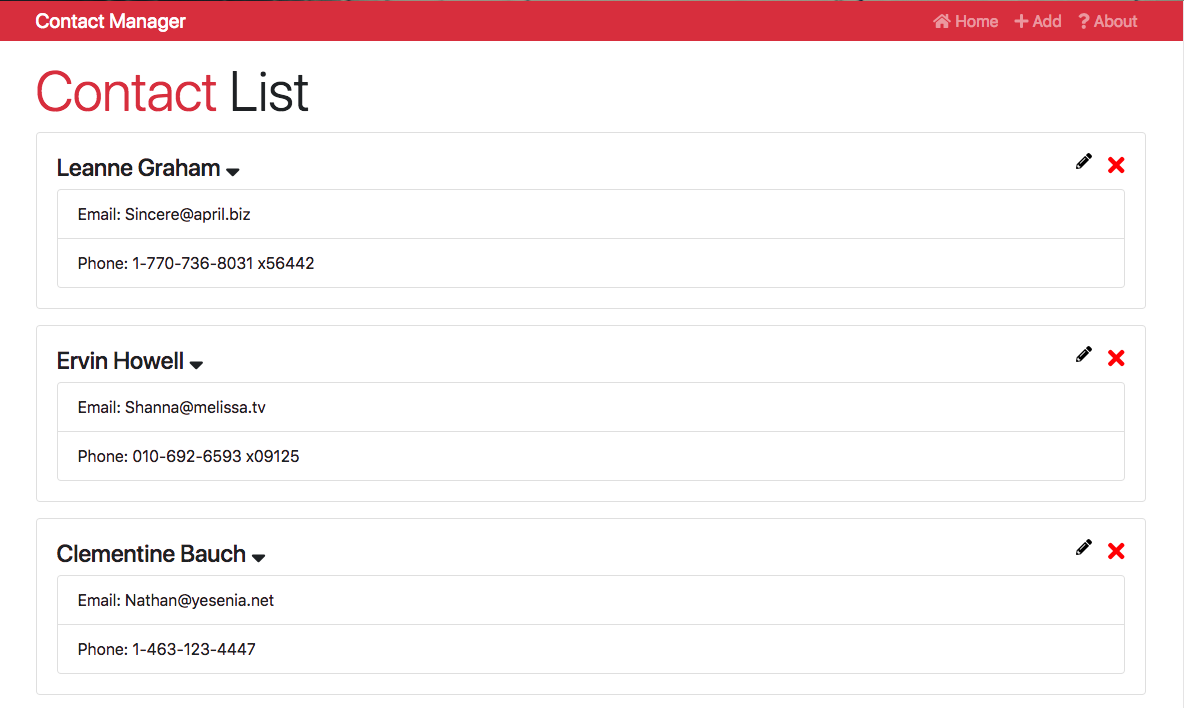 Contact Manager
Home Add ? About
Contact List
Leanne Graham
Email: Sincere@april.biz
Phone: 1-770-736-8031 x56442
Ervin Howell
Email: Shanna@melissa.tv
Phone: 010-692-6593 x09125
Clementine Bauch
Email: Nathan@yesenia.net
Phone: 1-463-123-4447